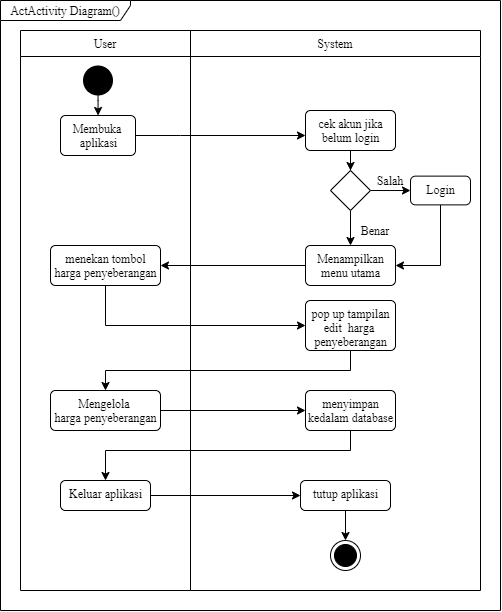 ActActivity Diagram()
User
System
Membuka
aplikasi
cek akun jika
belum login
Salah
Login
Benar
Menampilkan
menu utama
menekan tombol
harga penyeberangan
pop up tampilan
edit harga
penyeberangan
Mengelola
harga penyeberangan
menyimpan
kedalam database
Keluar aplikasi
tutup aplikasi